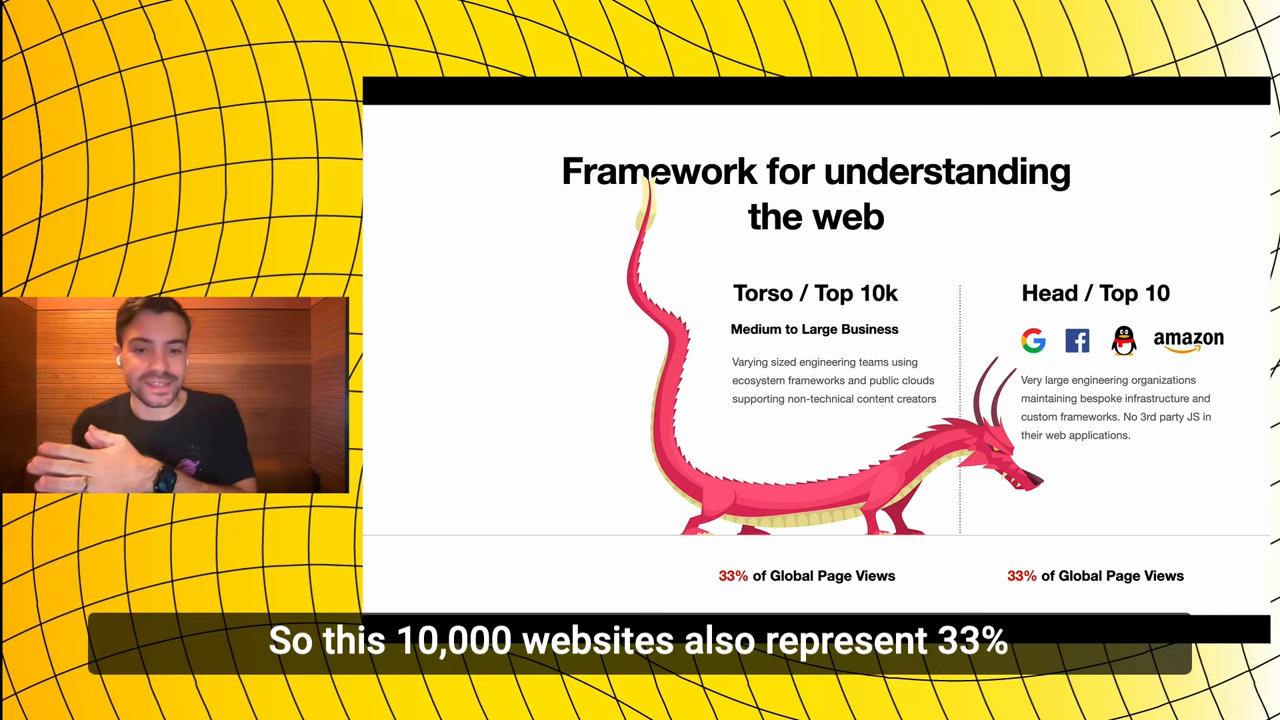 Framework for understanding
the web
Torso / Top 10k
Medium to Large Business
Varying sized engineering teams using
ecosystem frameworks and public clouds
supporting non-technical content creators
33% of Global Page Views
Head / Top 10
amazon
Very large engineering organizations
maintaining bespoke infrastructure and
custom frameworks. No 3rd party JS in
their web applications.
33% of Global Page Views
So this 10,000 websites also represent 33%